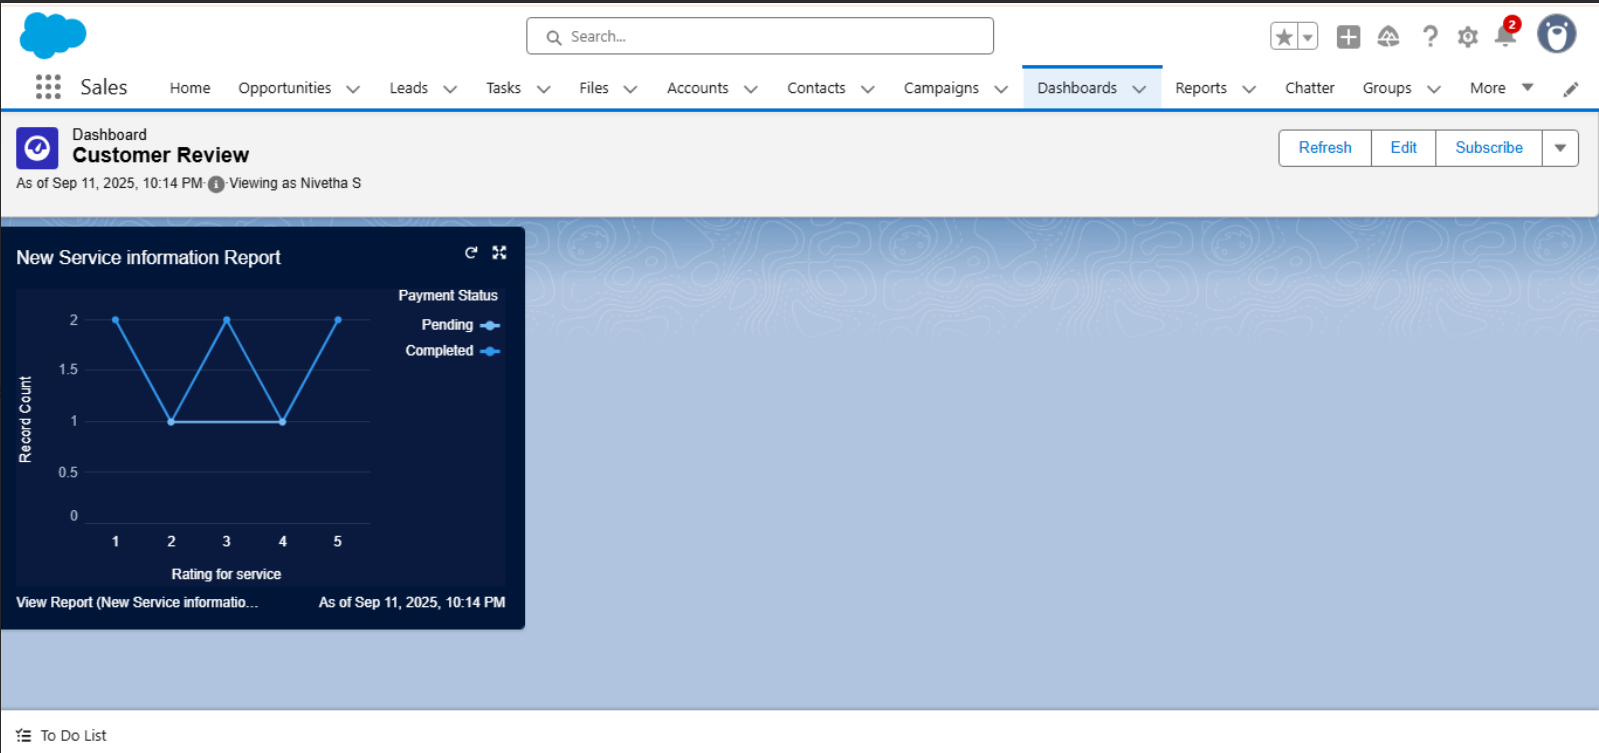 Search...
2
Sales
Home
Opportunities
Leads
Tasks
Files
Accounts
Contacts
Campaigns
Dashboards
Reports
Chatter
Groups
More
Dashboard
Customer Review
As of Sep 11, 2025, 10:14 PM·Viewing as Nivetha S
Refresh
Edit
Subscribe
New Service information Report
Payment Status
Pending
Completed
2
1.5
1
0.5
0
Record Count
1 2 3 4 5
Rating for service
View Report (New Service informatio...
As of Sep 11, 2025, 10:14 PM
To Do List